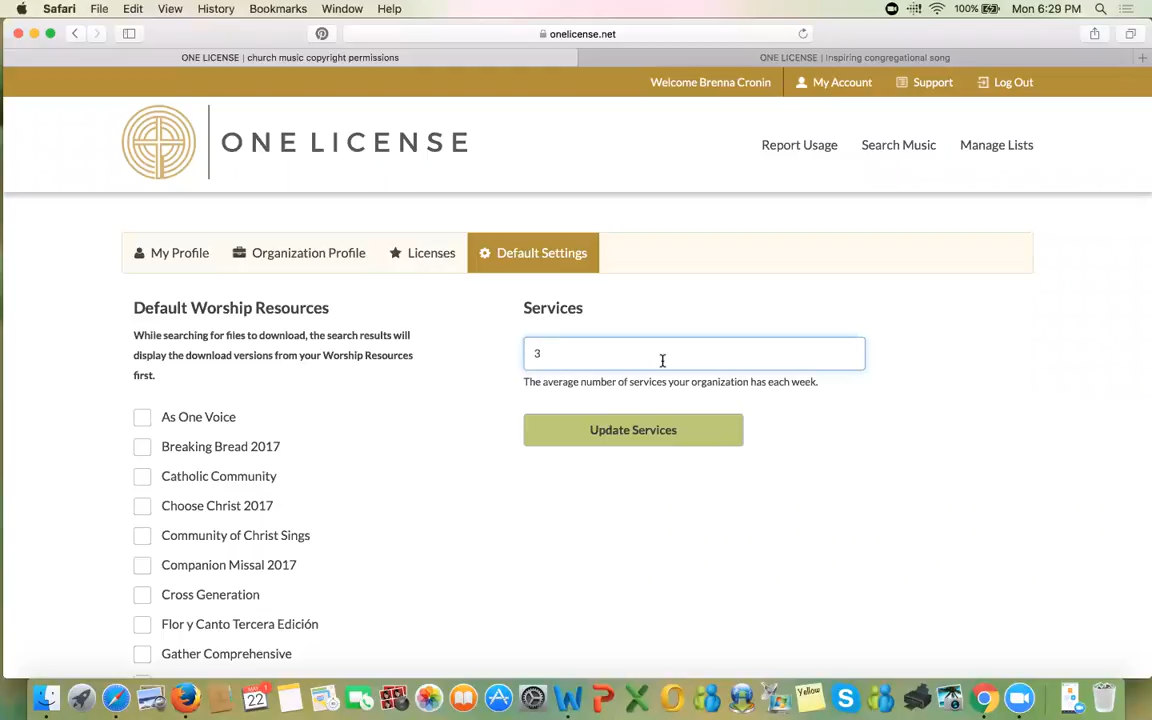 Safari File Edit View History Bookmarks Window Help 100% Mon 6:29 PM
onelicense.net
ONE LICENSE | church music copyright permissions ONE LICENSE | Inspiring congregational song
Welcome Brenna Cronin My Account Support Log Out
ONE LICENSE
Report Usage Search Music Manage Lists
My Profile Organization Profile Licenses Default Settings
Default Worship Resources
While searching for files to download, the search results will
display the download versions from your Worship Resources
first.
As One Voice
Breaking Bread 2017
Catholic Community
Choose Christ 2017
Community of Christ Sings
Companion Missal 2017
Cross Generation
Flor y Canto Tercera Edición
Gather Comprehensive
Services
3
The average number of services your organization has each week.
Update Services
MAY
22
1
Yellow